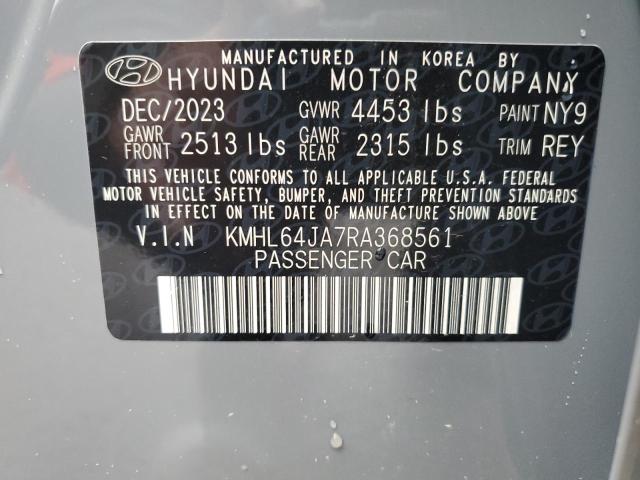 MANUFACTURED IN KOREA BY
HYUNDAI MOTOR COMPANY
DEC/2023 GVWR 4453 lbs PAINT NY9
GAWR FRONT 2513 lbs GAWR REAR 2315 lbs TRIM REY
THIS VEHICLE CONFORMS TO ALL APPLICABLE U.S.A. FEDERAL
MOTOR VEHICLE SAFETY, BUMPER, AND THEFT PREVENTION STANDARDS
IN EFFECT ON THE DATE OF MANUFACTURE SHOWN ABOVE.
V.I.N KMHL64JA7RA368561
PASSENGER CAR